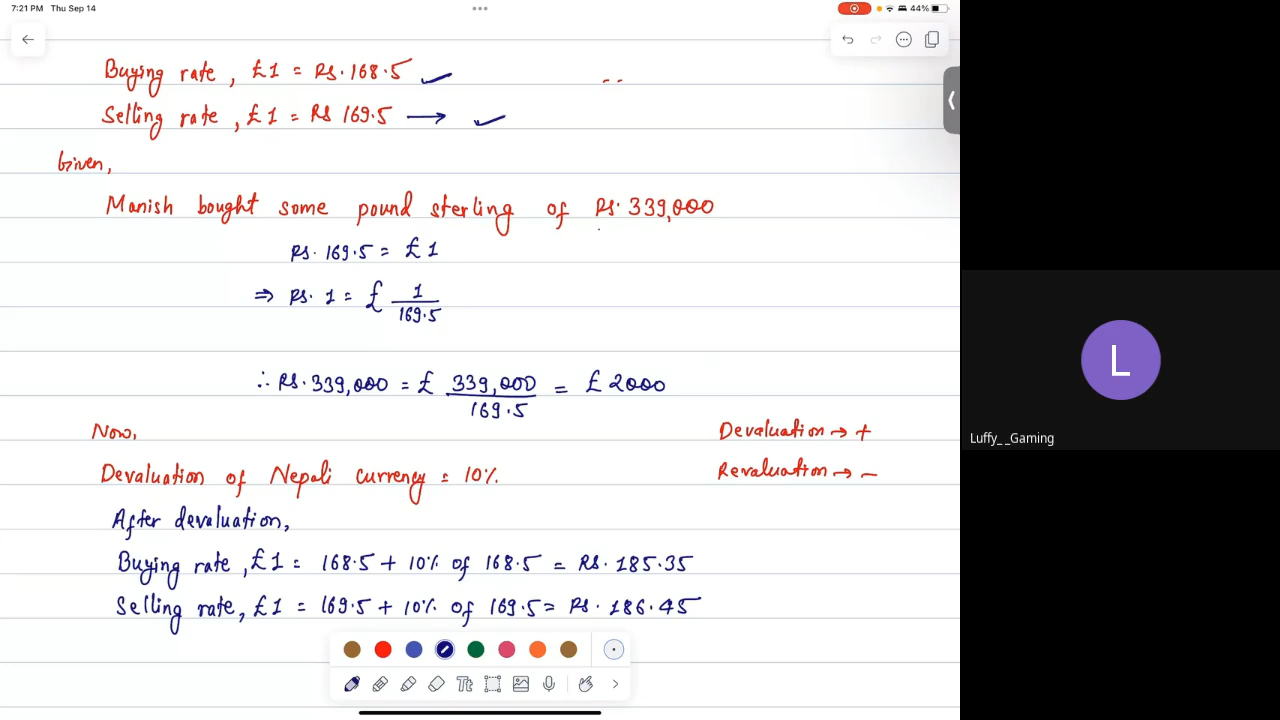 7:21 PM Thu Sep 14
44%
Buying rate, £1 = Rs. 168.5
Selling rate, £1 = Rs 169.5 →
Given,
Manish bought some pound sterling of Rs. 339,000
Rs. 169.5 = £1
⇒ Rs. 1 = £ 1/169.5
∴ Rs. 339,000 = £ 339,000/169.5 = £2000
Now,
Devaluation → +
Revaluation → -
Devaluation of Nepali currency = 10%.
After devaluation,
Buying rate, £1 = 168.5 + 10% of 168.5 = Rs. 185.35
Selling rate, £1 = 169.5 + 10% of 169.5 = Rs. 186.45
Tt
L
Luffy_ _Gaming